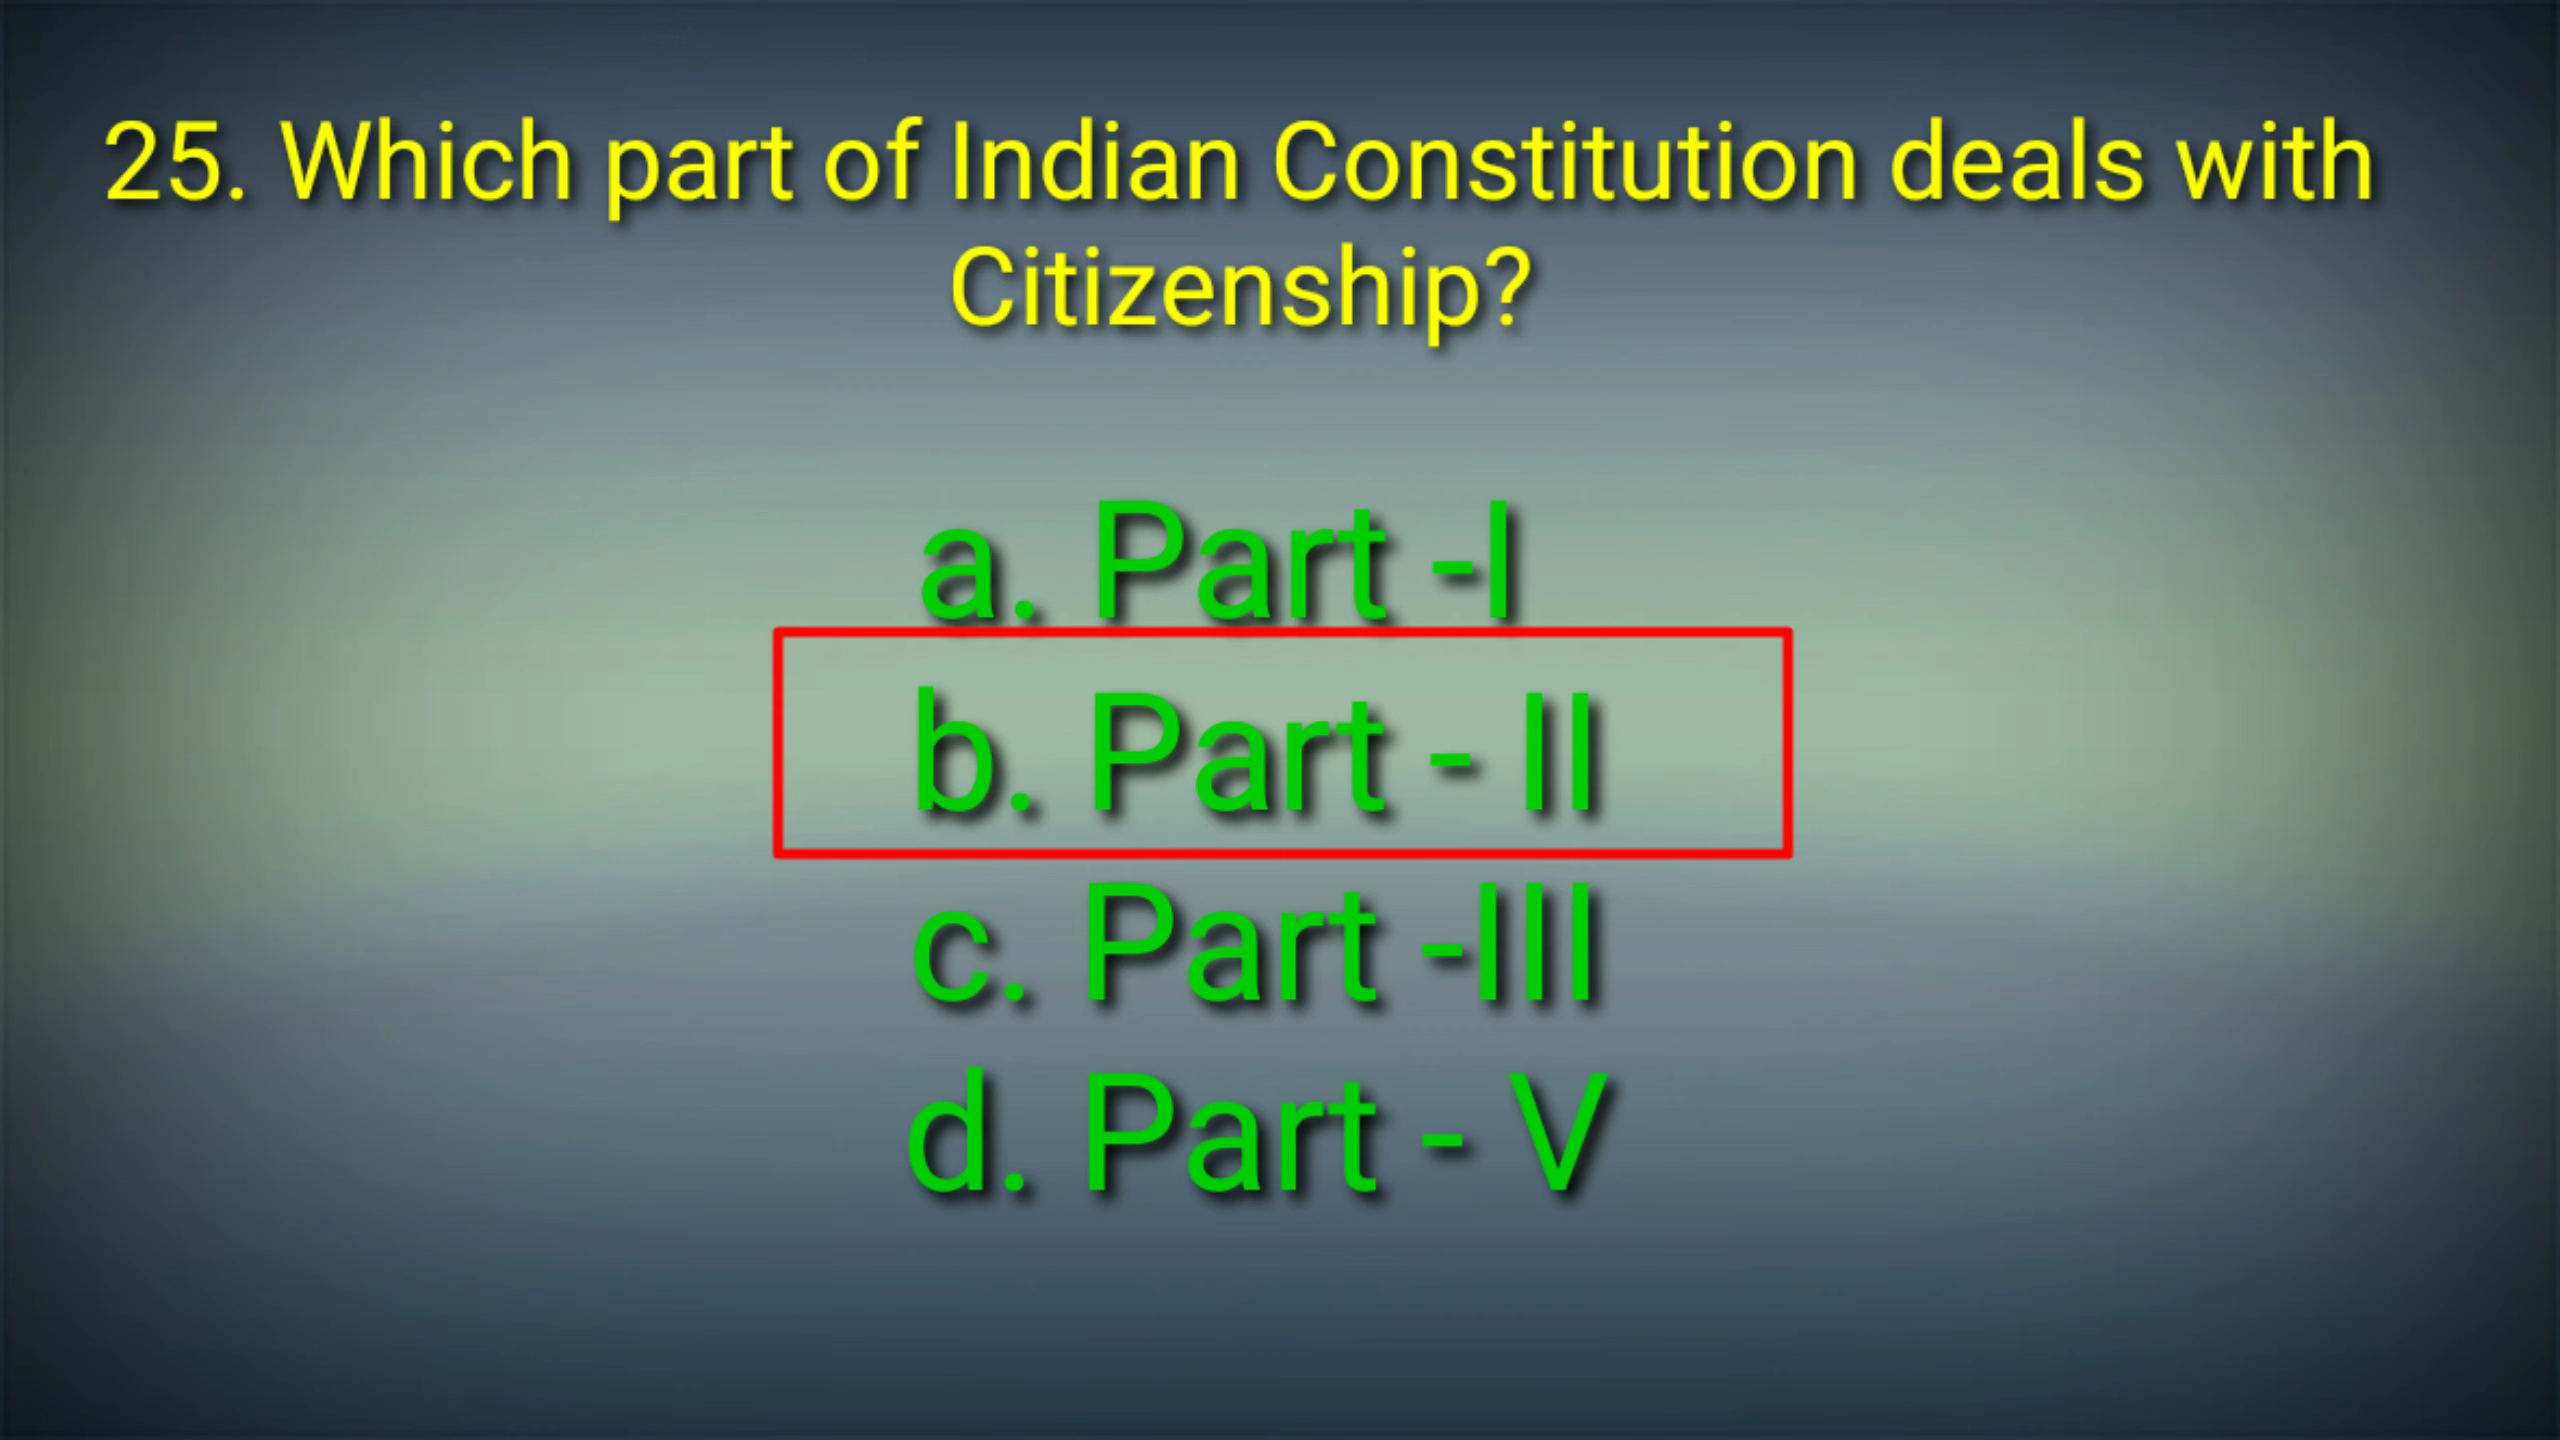 25. Which part of Indian Constitution deals with
Citizenship?
a. Part -I
b. Part - II
c. Part -III
d. Part - V